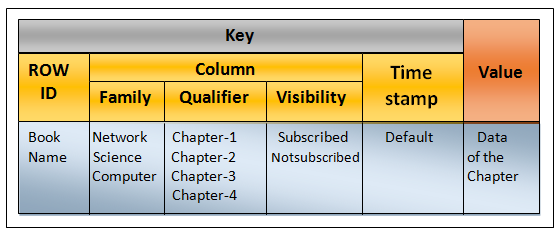 Key
ROW ID
Column
Time stamp
Value
Family
Qualifier
Visibility
Book Name
Network
Science
Computer
Chapter-1
Chapter-2
Chapter-3
Chapter-4
Subscribed
Notsubscribed
Default
Data
of the
Chapter